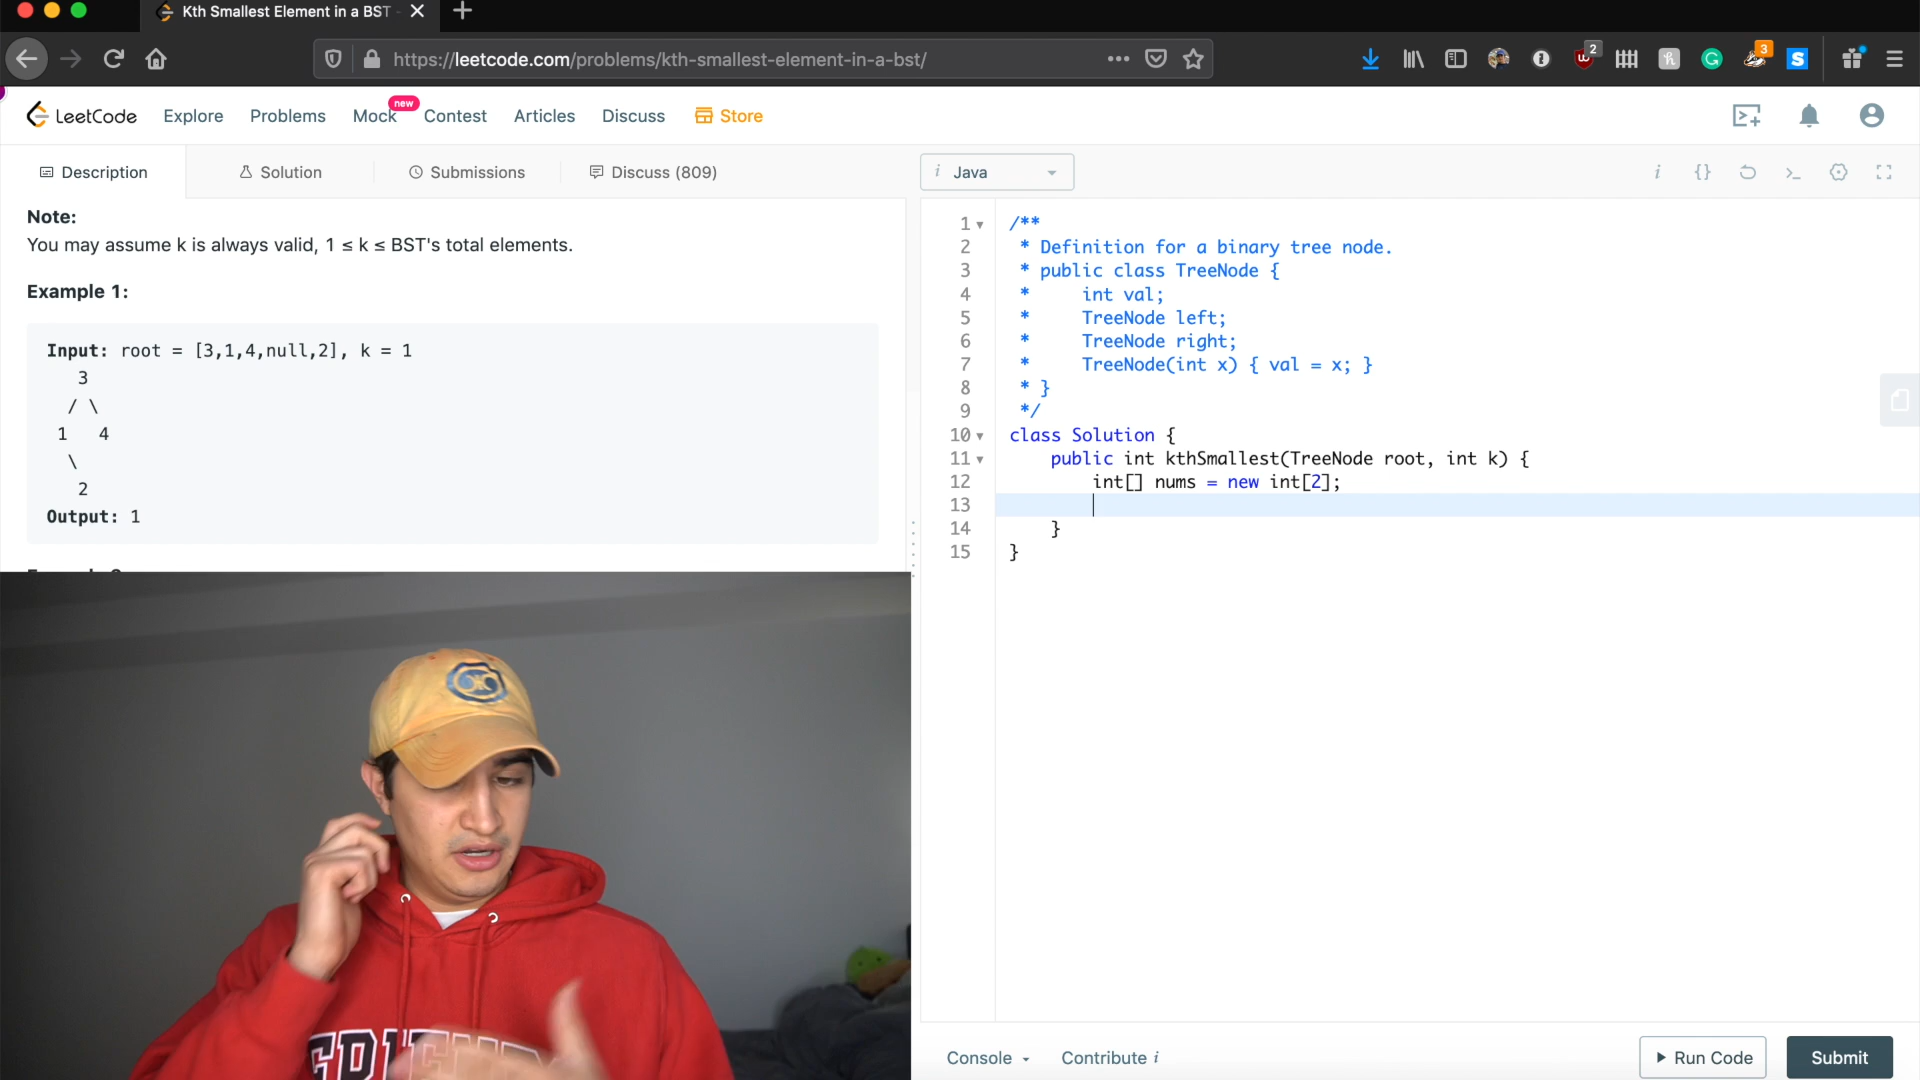 Kth Smallest Element in a BST -
https://leetcode.com/problems/kth-smallest-element-in-a-bst/
2
3
LeetCode Explore Problems Mock new Contest Articles Discuss Store
Description Solution Submissions Discuss (809)
i Java
Note:
You may assume k is always valid, 1 ≤ k ≤ BST's total elements.
Example 1:
Input: root = [3,1,4,null,2], k = 1
3
/ \
1 4
\
2
Output: 1
1 /**
2 * Definition for a binary tree node.
3 * public class TreeNode {
4 * int val;
5 * TreeNode left;
6 * TreeNode right;
7 * TreeNode(int x) { val = x; }
8 * }
9 */
10 class Solution {
11 public int kthSmallest(TreeNode root, int k) {
12 int[] nums = new int[2];
13
14 }
15 }
Console Contribute i
Run Code Submit